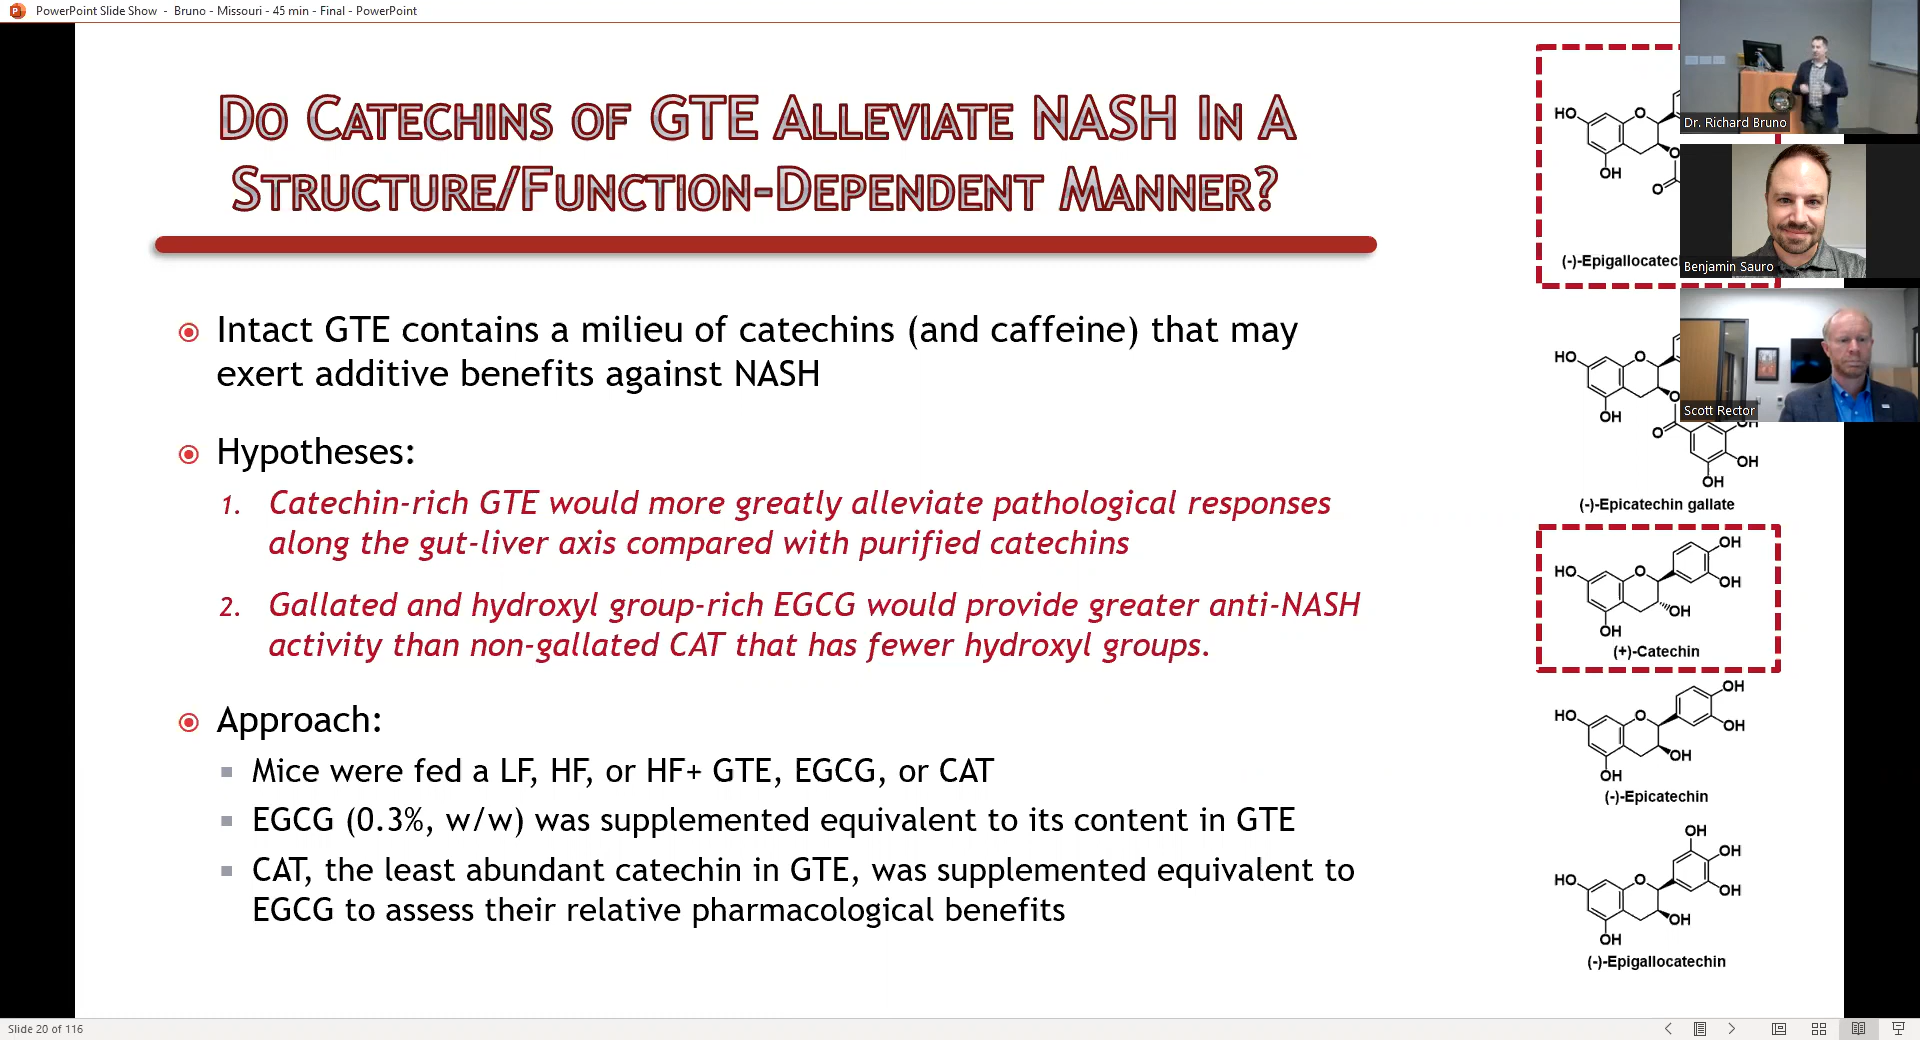 PowerPoint Slide Show - Bruno - Missouri - 45 min - Final - PowerPoint
Do Catechins of GTE Alleviate NASH In A
Structure/Function-Dependent Manner?
Intact GTE contains a milieu of catechins (and caffeine) that may
exert additive benefits against NASH
Hypotheses:
1. Catechin-rich GTE would more greatly alleviate pathological responses
along the gut-liver axis compared with purified catechins
2. Gallated and hydroxyl group-rich EGCG would provide greater anti-NASH
activity than non-gallated CAT that has fewer hydroxyl groups.
Approach:
Mice were fed a LF, HF, or HF+ GTE, EGCG, or CAT
EGCG (0.3%, w/w) was supplemented equivalent to its content in GTE
CAT, the least abundant catechin in GTE, was supplemented equivalent to
EGCG to assess their relative pharmacological benefits
HO
O
O
OH
O
(-)-Epigallocatec
HO
O
O
OH
O
OH
OH
OH
(-)-Epicatechin gallate
OH
HO
O
OH
OH
OH
(+)-Catechin
OH
HO
O
OH
OH
OH
(-)-Epicatechin
OH
OH
HO
O
OH
OH
OH
(-)-Epigallocatechin
Dr. Richard Bruno
Benjamin Sauro
Scott Rector
Slide 20 of 116